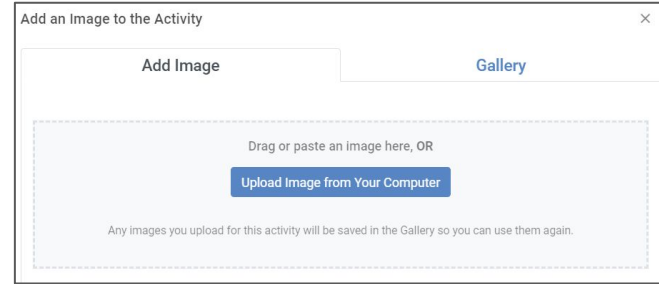 Add an Image to the Activity
×
Add Image
Gallery
Drag or paste an image here, OR
Upload Image from Your Computer
Any images you upload for this activity will be saved in the Gallery so you can use them again.